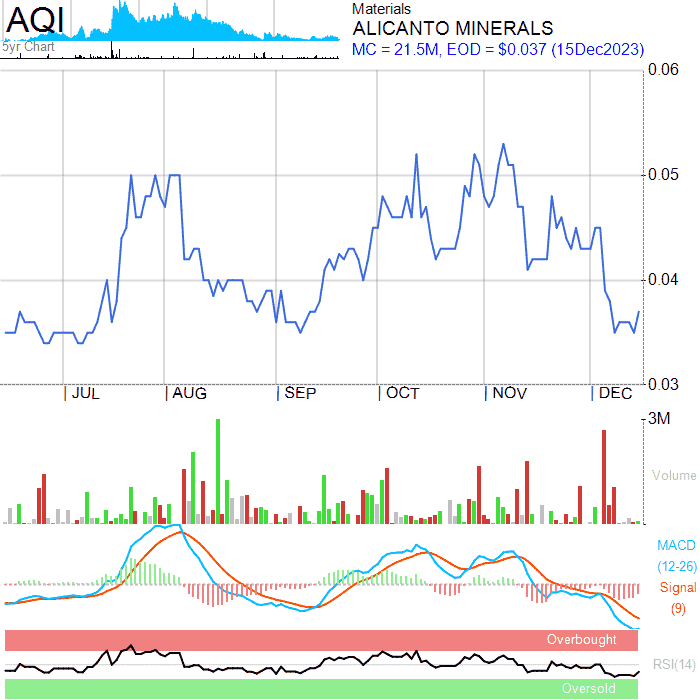 AQI
5yr Chart
Materials
ALICANTO MINERALS
MC = 21.5M, EOD = $0.037 (15Dec2023)
0.06
0.05
0.04
0.03
JUL AUG SEP OCT NOV DEC
3M
Volume
MACD
(12-26)
Signal
(9)
Overbought
RSI(14)
Oversold